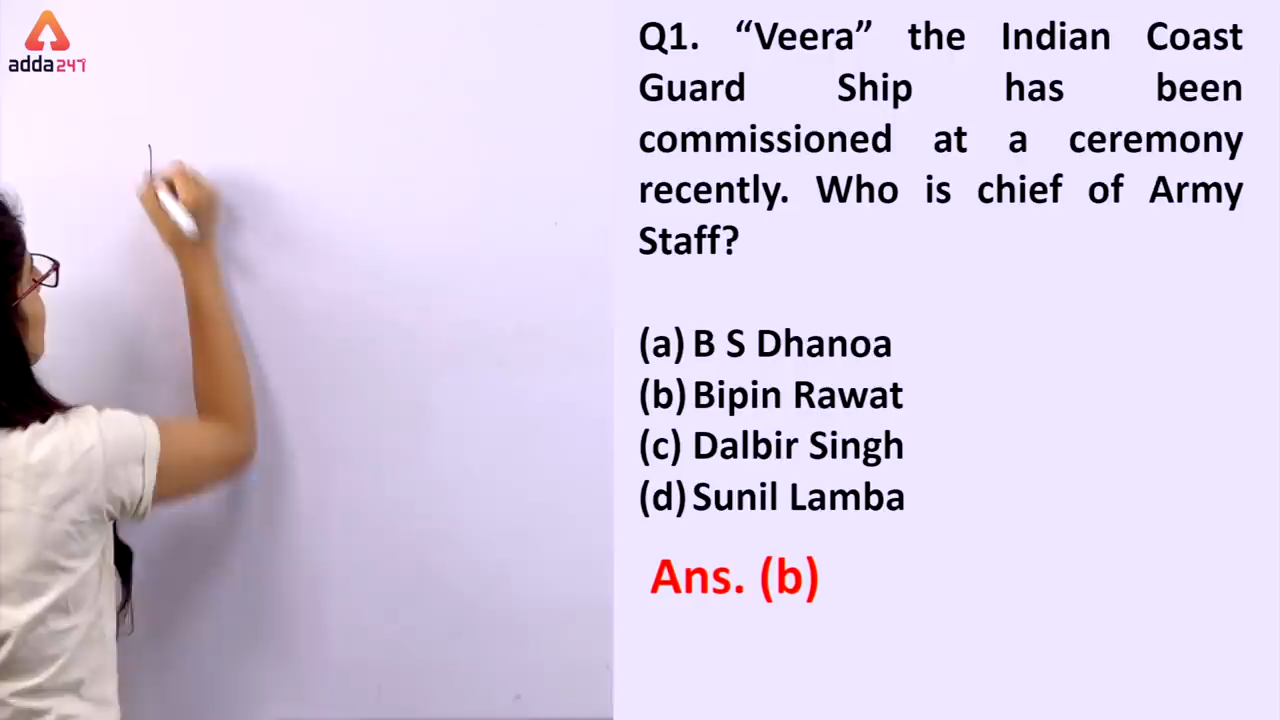 adda247
Q1. “Veera” the Indian Coast
Guard Ship has been
commissioned at a ceremony
recently. Who is chief of Army
Staff?
(a) B S Dhanoa
(b) Bipin Rawat
(c) Dalbir Singh
(d) Sunil Lamba
Ans. (b)